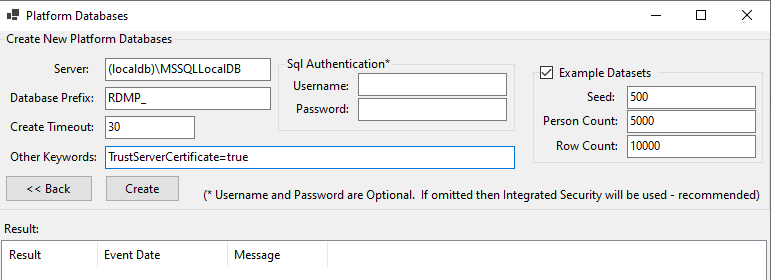 Platform Databases
Create New Platform Databases
Server: (localdb)\MSSQLLocalDB
Database Prefix: RDMP_
Create Timeout: 30
Other Keywords: TrustServerCertificate=true
Sql Authentication*
Username:
Password:
Example Datasets
Seed: 500
Person Count: 5000
Row Count: 10000
<< Back Create (* Username and Password are Optional. If omitted then Integrated Security will be used - recommended)
Result:
Result Event Date Message